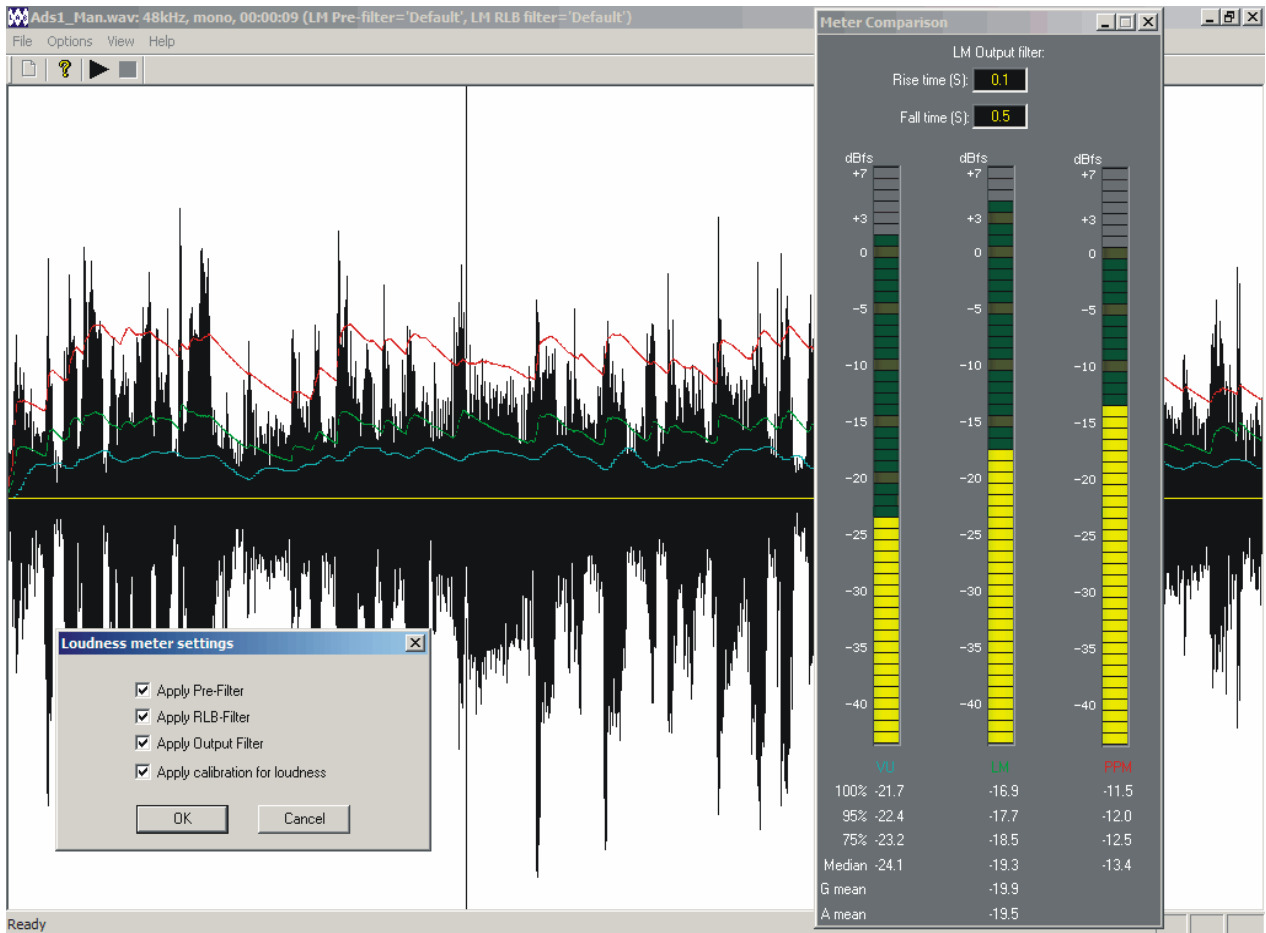 Ads1_Man.wav: 48kHz, mono, 00:00:09 (LM Pre-filter='Default', LM RLB filter='Default')
File Options View Help
Meter Comparison
LM Output filter:
Rise time (S): 0.1
Fall time (S): 0.5
dBfs dBfs dBfs
+7 +7 +7
+3 +3 +3
0 0 0
-5 -5 -5
-10 -10 -10
-15 -15 -15
-20 -20 -20
-25 -25 -25
-30 -30 -30
-35 -35 -35
-40 -40 -40
VU LM PPM
100% -21.7 -16.9 -11.5
95% -22.4 -17.7 -12.0
75% -23.2 -18.5 -12.5
Median -24.1 -19.3 -13.4
G mean -19.9
A mean -19.5
Loudness meter settings
Apply Pre-Filter
Apply RLB-Filter
Apply Output Filter
Apply calibration for loudness
OK Cancel
Ready